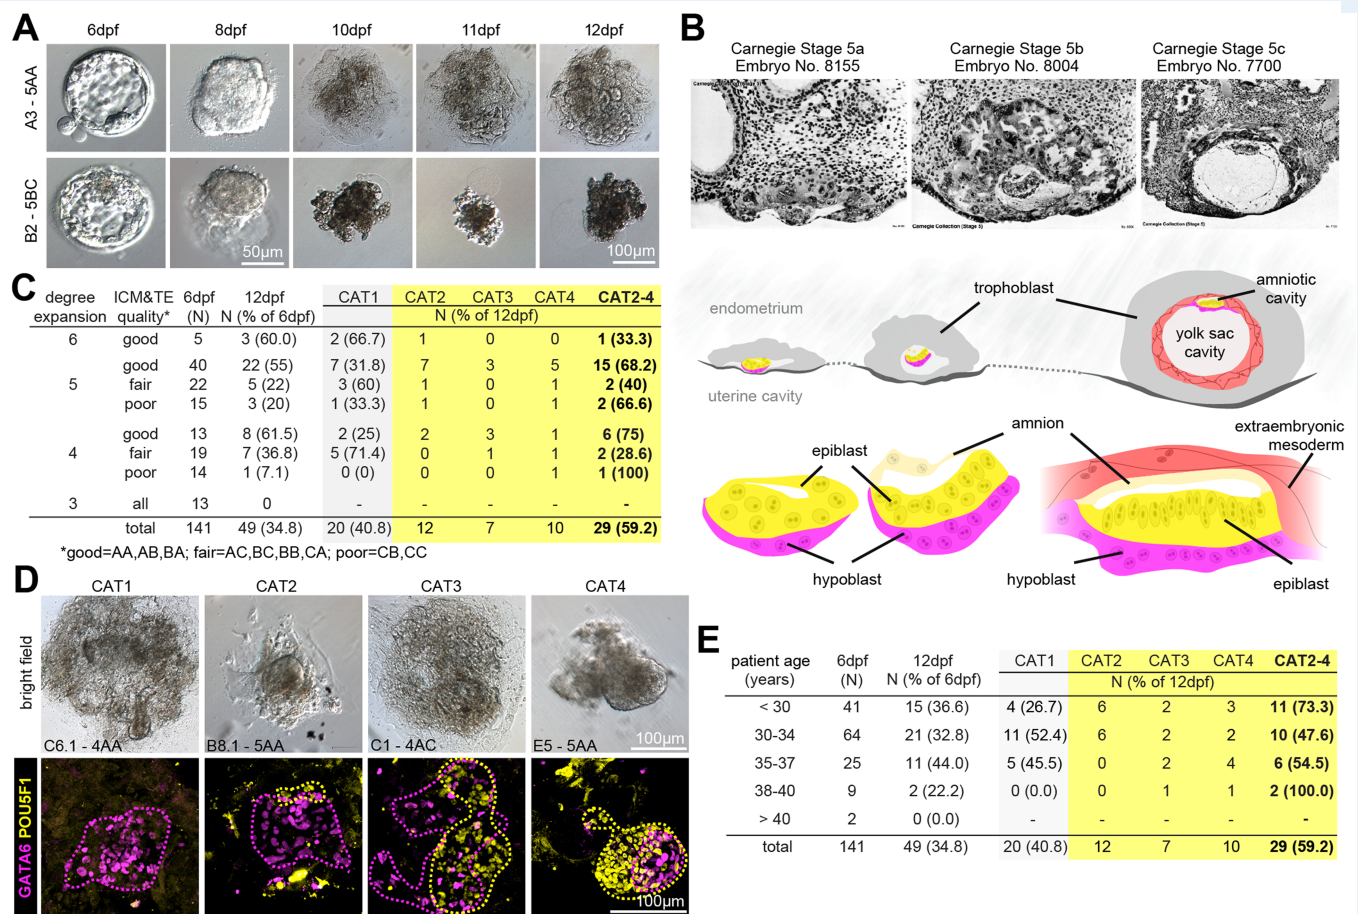 A
6dpf 8dpf 10dpf 11dpf 12dpf
A3 - 5AA
B2 - 5BC
50µm
100µm
B
Carnegie Stage 5a
Embryo No. 8155
Carnegie Stage 5b
Embryo No. 8004
Carnegie Stage 5c
Embryo No. 7700
Carnegie Collection (Stage 5)
Carnegie Collection (Stage 5)
endometrium
uterine cavity
trophoblast
amniotic
cavity
yolk sac
cavity
amnion
extraembryonic
mesoderm
epiblast
hypoblast
hypoblast
epiblast
C
degree ICM&TE 6dpf 12dpf CAT1 CAT2 CAT3 CAT4 CAT2-4
expansion quality* (N) N (% of 6dpf) N (% of 12dpf)
6 good 5 3 (60.0) 2 (66.7) 1 0 0 1 (33.3)
good 40 22 (55) 7 (31.8) 7 3 5 15 (68.2)
5 fair 22 5 (22) 3 (60) 1 0 1 2 (40)
poor 15 3 (20) 1 (33.3) 1 0 1 2 (66.6)
good 13 8 (61.5) 2 (25) 2 3 1 6 (75)
4 fair 19 7 (36.8) 5 (71.4) 0 1 1 2 (28.6)
poor 14 1 (7.1) 0 (0) 0 0 1 1 (100)
3 all 13 0 - - - - -
total 141 49 (34.8) 20 (40.8) 12 7 10 29 (59.2)
*good=AA,AB,BA; fair=AC,BC,BB,CA; poor=CB,CC
D
CAT1 CAT2 CAT3 CAT4
bright field
C6.1 - 4AA B8.1 - 5AA C1 - 4AC E5 - 5AA
100µm
GATA6 POU5F1
100µm
E
patient age 6dpf 12dpf CAT1 CAT2 CAT3 CAT4 CAT2-4
(years) (N) N (% of 6dpf) N (% of 12dpf)
< 30 41 15 (36.6) 4 (26.7) 6 2 3 11 (73.3)
30-34 64 21 (32.8) 11 (52.4) 6 2 2 10 (47.6)
35-37 25 11 (44.0) 5 (45.5) 0 2 4 6 (54.5)
38-40 9 2 (22.2) 0 (0.0) 0 1 1 2 (100.0)
> 40 2 0 (0.0) - - - - -
total 141 49 (34.8) 20 (40.8) 12 7 10 29 (59.2)